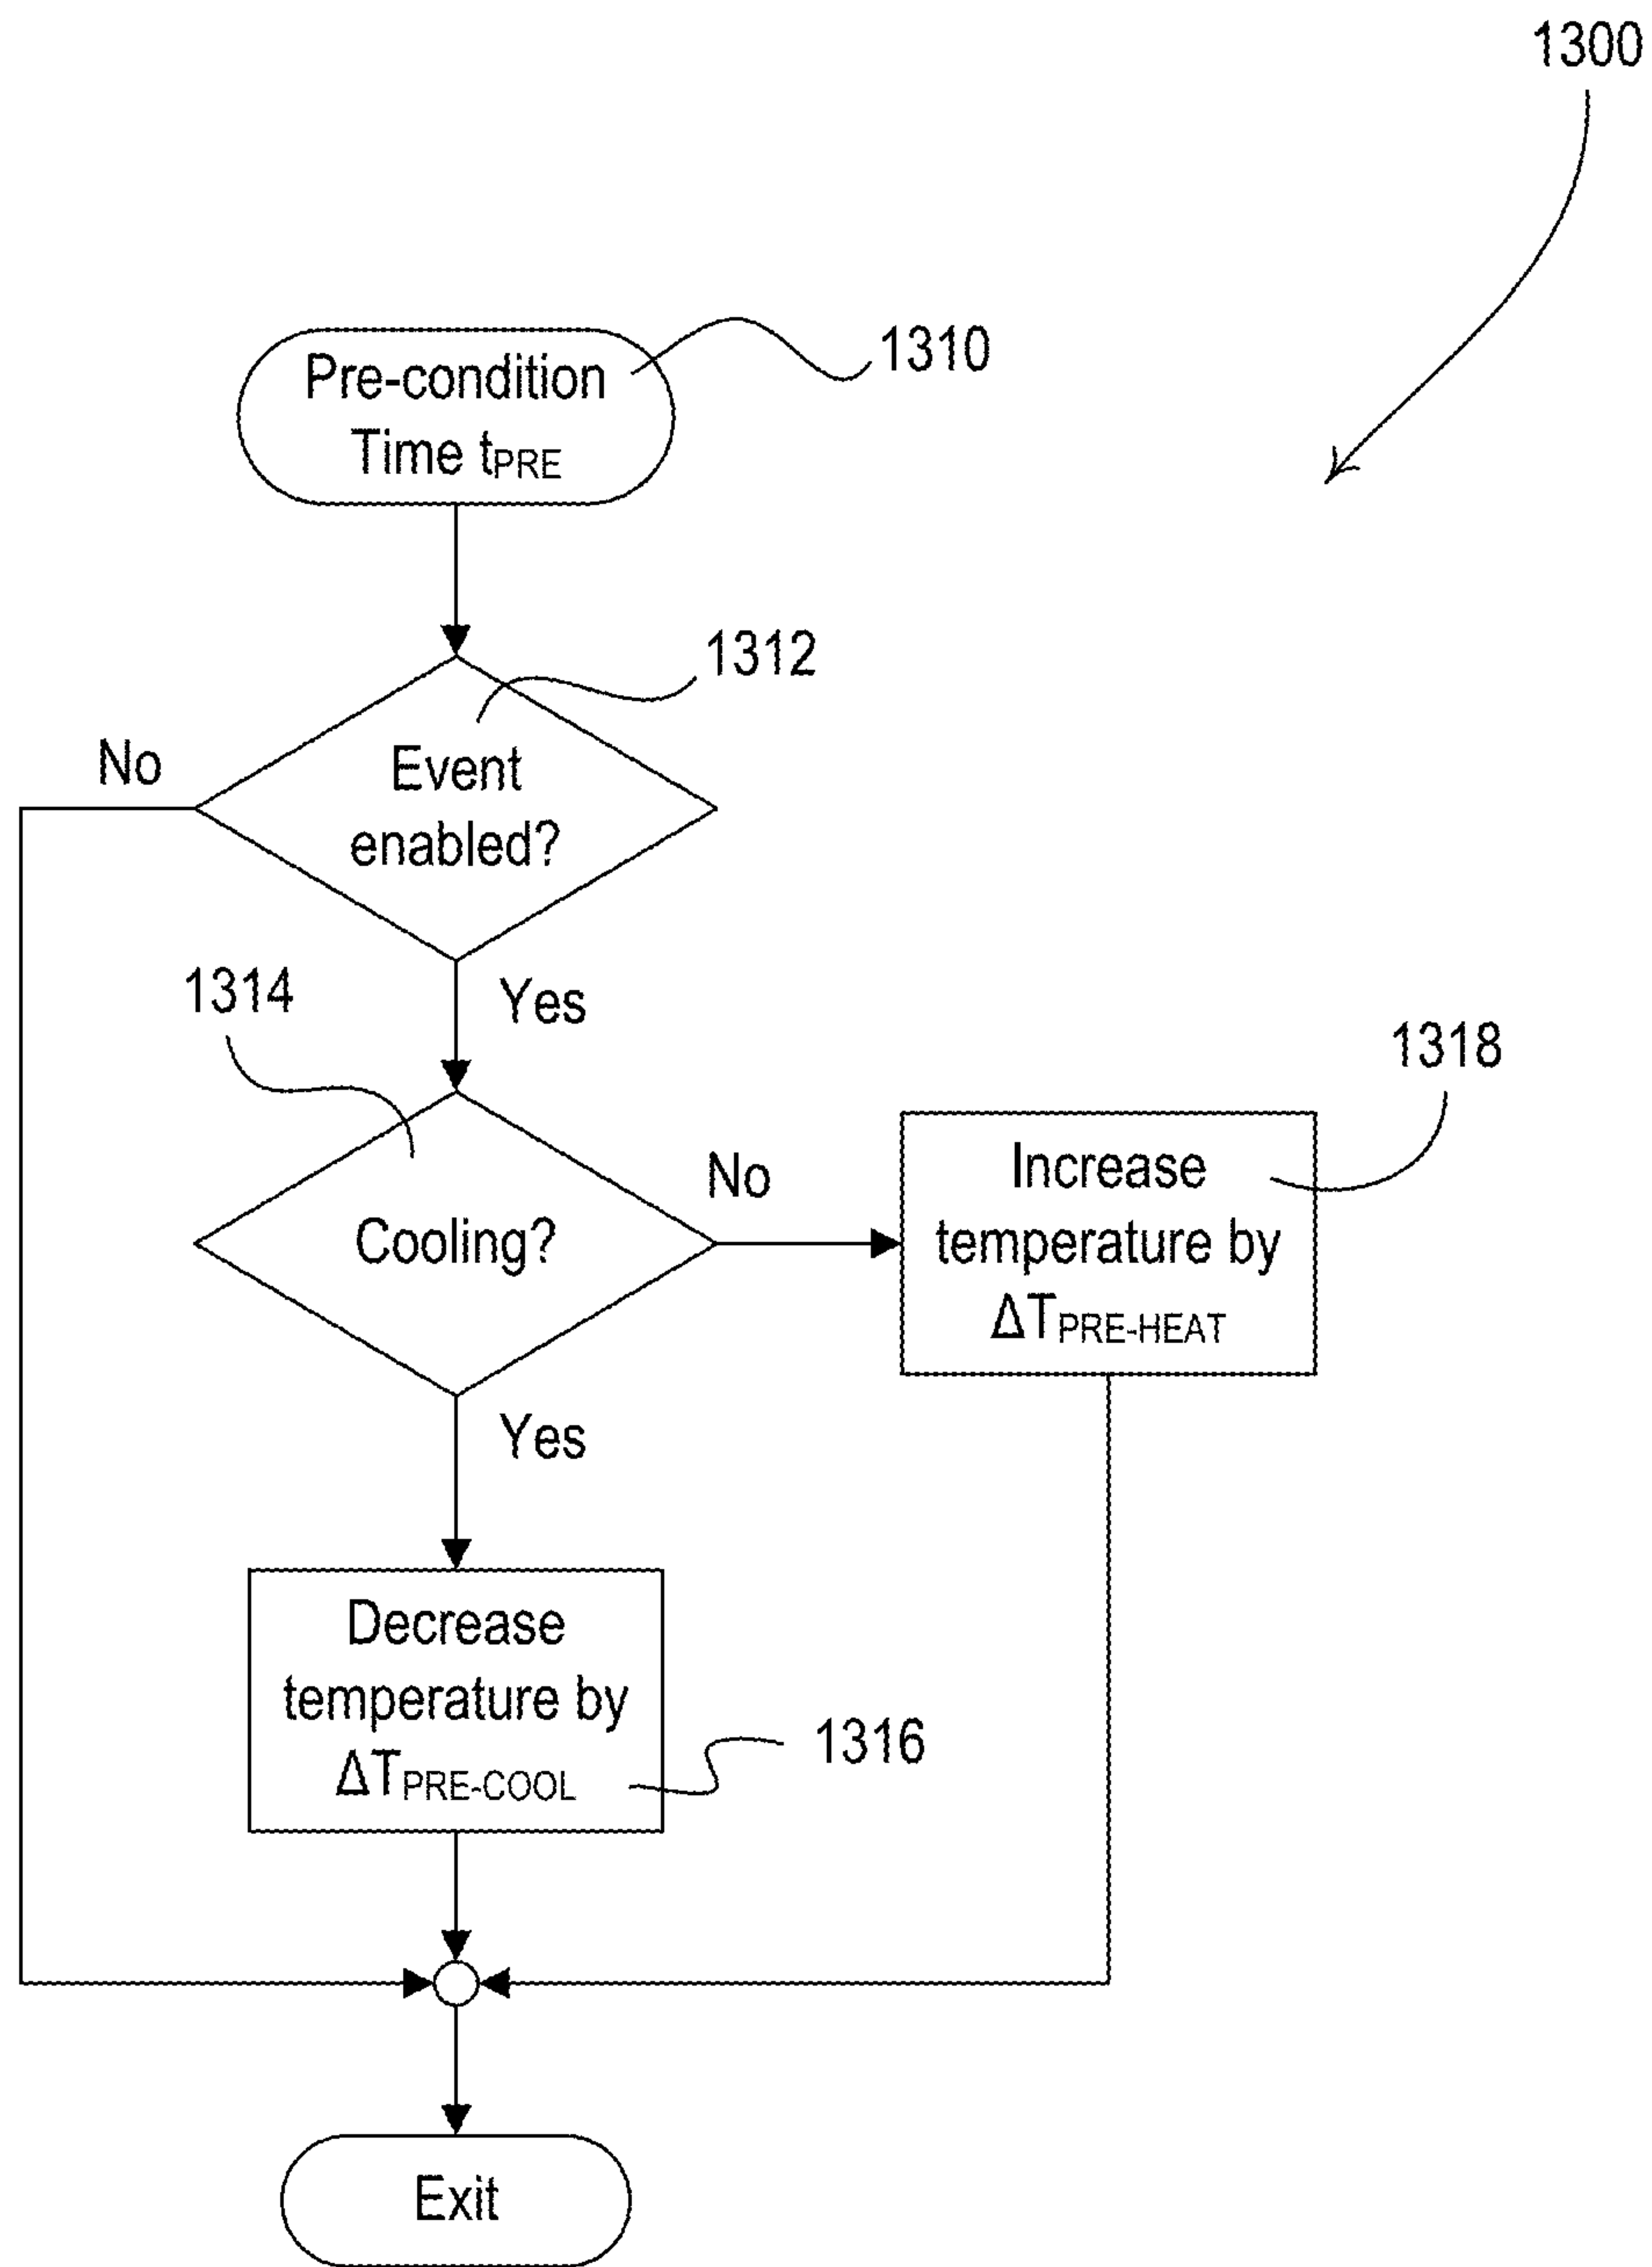 1300
Pre-condition
Time tPRE
1310
1312
No
Event
enabled?
Yes
1314
Cooling?
No
1318
Increase
temperature by
ΔTPRE-HEAT
Yes
Decrease
temperature by
ΔTPRE-COOL
1316
Exit